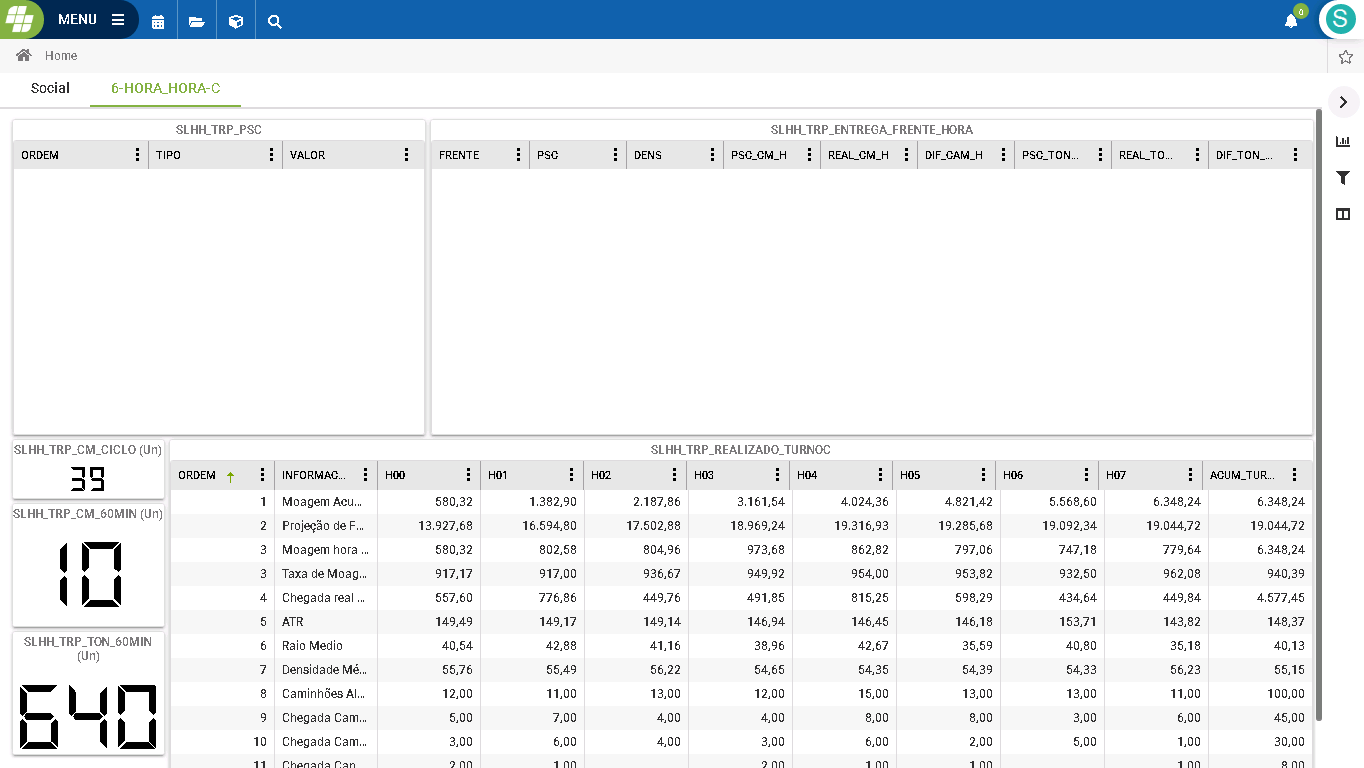 MENU
0
S
Home
Social 6-HORA_HORA-C
SLHH_TRP_PSC
ORDEM TIPO VALOR
SLHH_TRP_ENTREGA_FRENTE_HORA
FRENTE PSC DENS PSC_CM_H REAL_CM_H DIF_CAM_H PSC_TON... REAL_TO... DIF_TON_...
SLHH_TRP_CM_CICLO (Un)
39
SLHH_TRP_CM_60MIN (Un)
10
SLHH_TRP_TON_60MIN
(Un)
640
SLHH_TRP_REALIZADO_TURNOC
ORDEM INFORMAC... H00 H01 H02 H03 H04 H05 H06 H07 ACUM_TUR...
1 Moagem Acu... 580,32 1.382,90 2.187,86 3.161,54 4.024,36 4.821,42 5.568,60 6.348,24 6.348,24
2 Projeção de F... 13.927,68 16.594,80 17.502,88 18.969,24 19.316,93 19.285,68 19.092,34 19.044,72 19.044,72
3 Moagem hora ... 580,32 802,58 804,96 973,68 862,82 797,06 747,18 779,64 6.348,24
3 Taxa de Moag... 917,17 917,00 936,67 949,92 954,00 953,82 932,50 962,08 940,39
4 Chegada real ... 557,60 776,86 449,76 491,85 815,25 598,29 434,64 449,84 4.577,45
5 ATR 149,49 149,17 149,14 146,94 146,45 146,18 153,71 143,82 148,37
6 Raio Medio 40,54 42,88 41,16 38,96 42,67 35,59 40,80 35,18 40,13
7 Densidade Mé... 55,76 55,49 56,22 54,65 54,35 54,39 54,33 56,23 55,15
8 Caminhões Al... 12,00 11,00 13,00 12,00 15,00 13,00 13,00 11,00 100,00
9 Chegada Cam... 5,00 7,00 4,00 4,00 8,00 8,00 3,00 6,00 45,00
10 Chegada Cam... 3,00 6,00 4,00 3,00 6,00 2,00 5,00 1,00 30,00
11 Chegada Can... 2,00 1,00 2,00 1,00 1,00 1,00 8,00